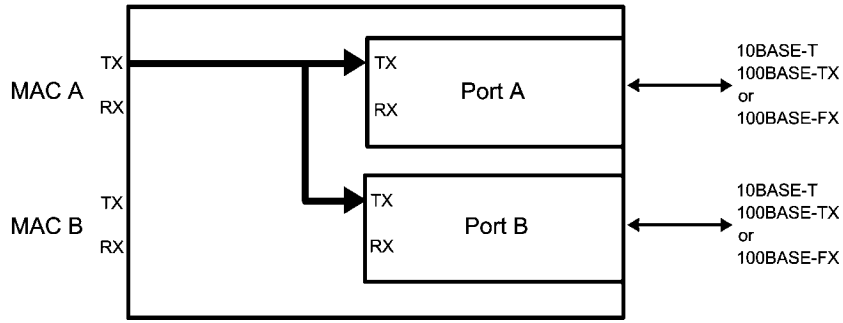 MAC A
TX
RX
TX
RX
Port A
10BASE-T
100BASE-TX
or
100BASE-FX
MAC B
TX
RX
TX
RX
Port B
10BASE-T
100BASE-TX
or
100BASE-FX